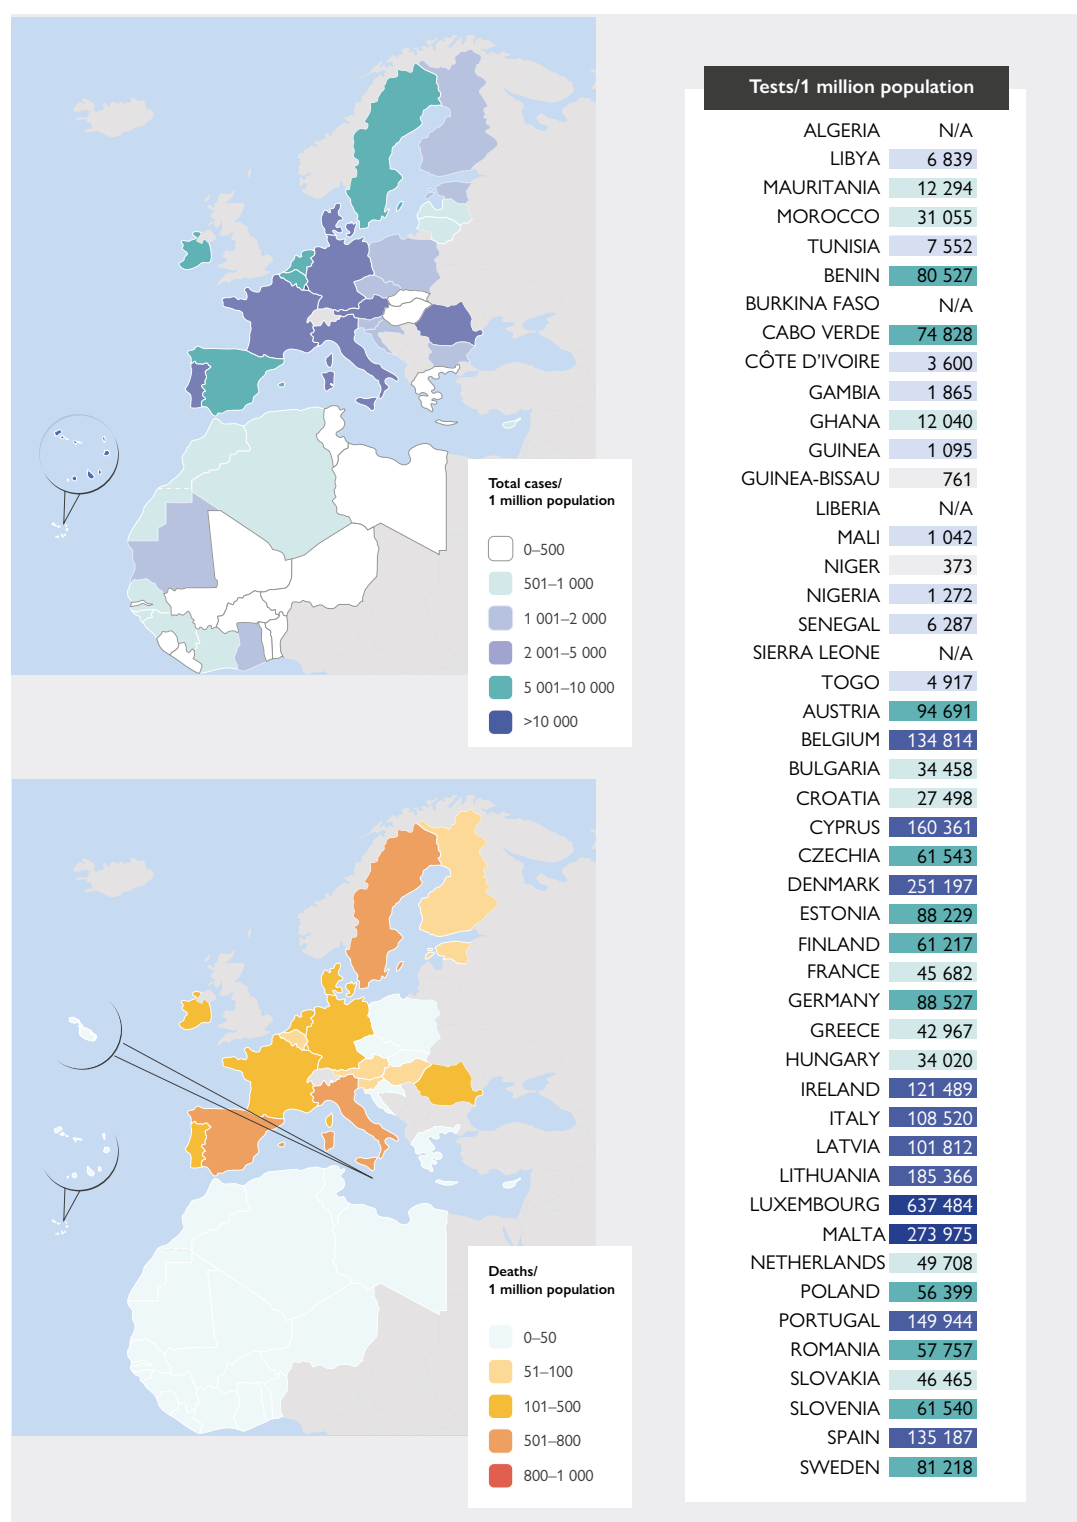 Tests/1 million population
ALGERIA N/A
LIBYA 6 839
MAURITANIA 12 294
MOROCCO 31 055
TUNISIA 7 552
BENIN 80 527
BURKINA FASO N/A
CABO VERDE 74 828
CÔTE D'IVOIRE 3 600
GAMBIA 1 865
GHANA 12 040
GUINEA 1 095
GUINEA-BISSAU 761
LIBERIA N/A
MALI 1 042
NIGER 373
NIGERIA 1 272
SENEGAL 6 287
SIERRA LEONE N/A
TOGO 4 917
AUSTRIA 94 691
BELGIUM 134 814
BULGARIA 34 458
CROATIA 27 498
CYPRUS 160 361
CZECHIA 61 543
DENMARK 251 197
ESTONIA 88 229
FINLAND 61 217
FRANCE 45 682
GERMANY 88 527
GREECE 42 967
HUNGARY 34 020
IRELAND 121 489
ITALY 108 520
LATVIA 101 812
LITHUANIA 185 366
LUXEMBOURG 637 484
MALTA 273 975
NETHERLANDS 49 708
POLAND 56 399
PORTUGAL 149 944
ROMANIA 57 757
SLOVAKIA 46 465
SLOVENIA 61 540
SPAIN 135 187
SWEDEN 81 218
Total cases/
1 million population
0–500
501–1 000
1 001–2 000
2 001–5 000
5 001–10 000
>10 000
Deaths/
1 million population
0–50
51–100
101–500
501–800
800–1 000